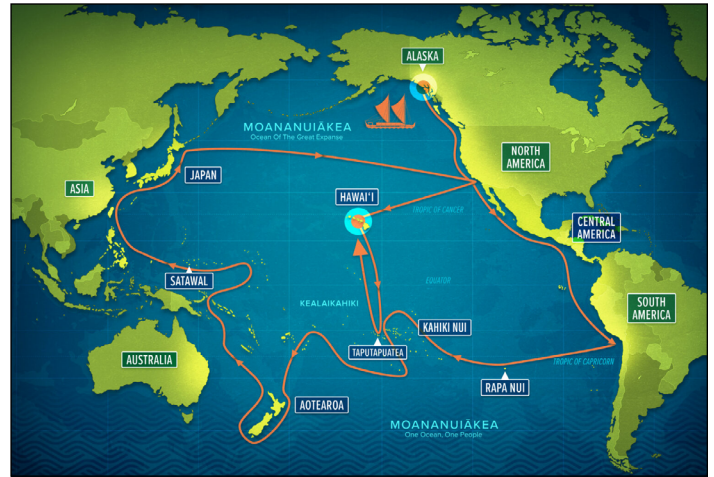 ALASKA
MOANANUIĀKEA
Ocean Of The Great Expanse
NORTH
AMERICA
JAPAN
ASIA
HAWAIʻI
TROPIC OF CANCER
CENTRAL
AMERICA
SATAWAL
EQUATOR
KEALAIKAHIKI
SOUTH
AMERICA
KAHIKI NUI
TAPUTAPUATEA
AUSTRALIA
TROPIC OF CAPRICORN
RAPA NUI
AOTEAROA
MOANANUIĀKEA
One Ocean, One People